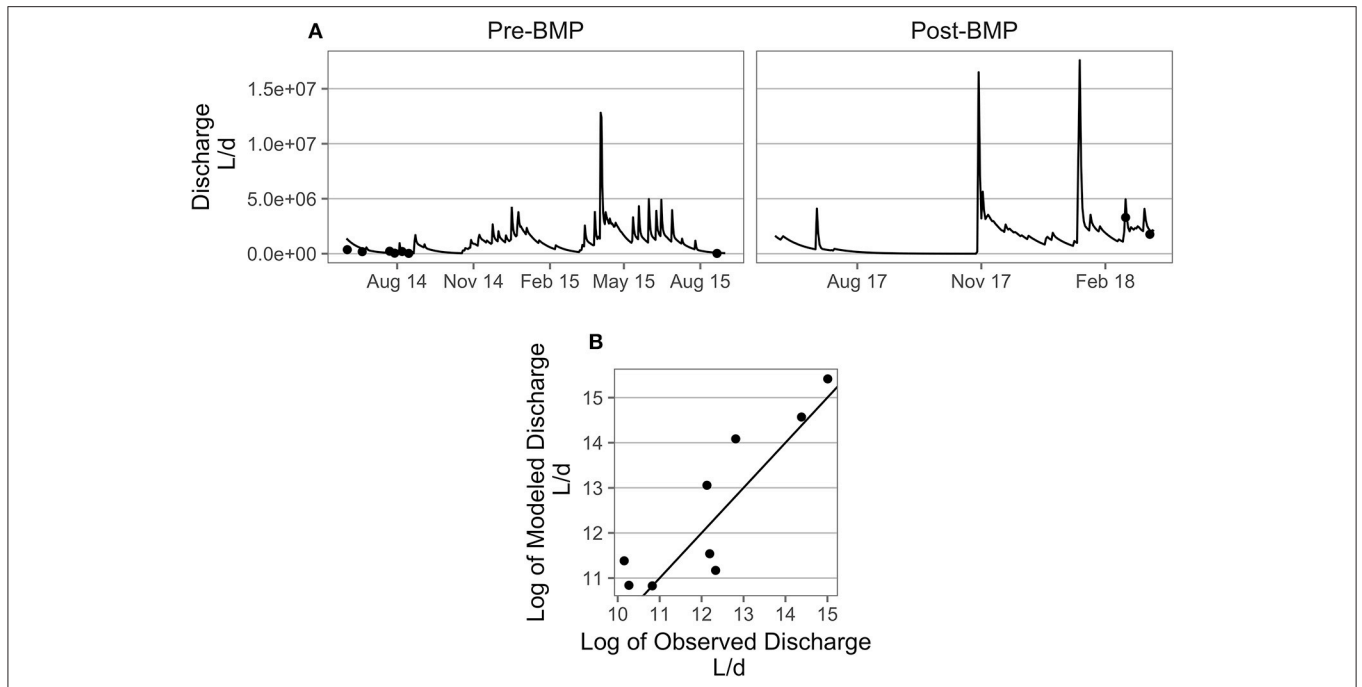 A
Pre-BMP
Post-BMP
Discharge
L/d
1.5e+07
1.0e+07
5.0e+06
0.0e+00
Aug 14 Nov 14 Feb 15 May 15 Aug 15
Aug 17 Nov 17 Feb 18
B
Log of Modeled Discharge
L/d
15
14
13
12
11
10 11 12 13 14 15
Log of Observed Discharge
L/d